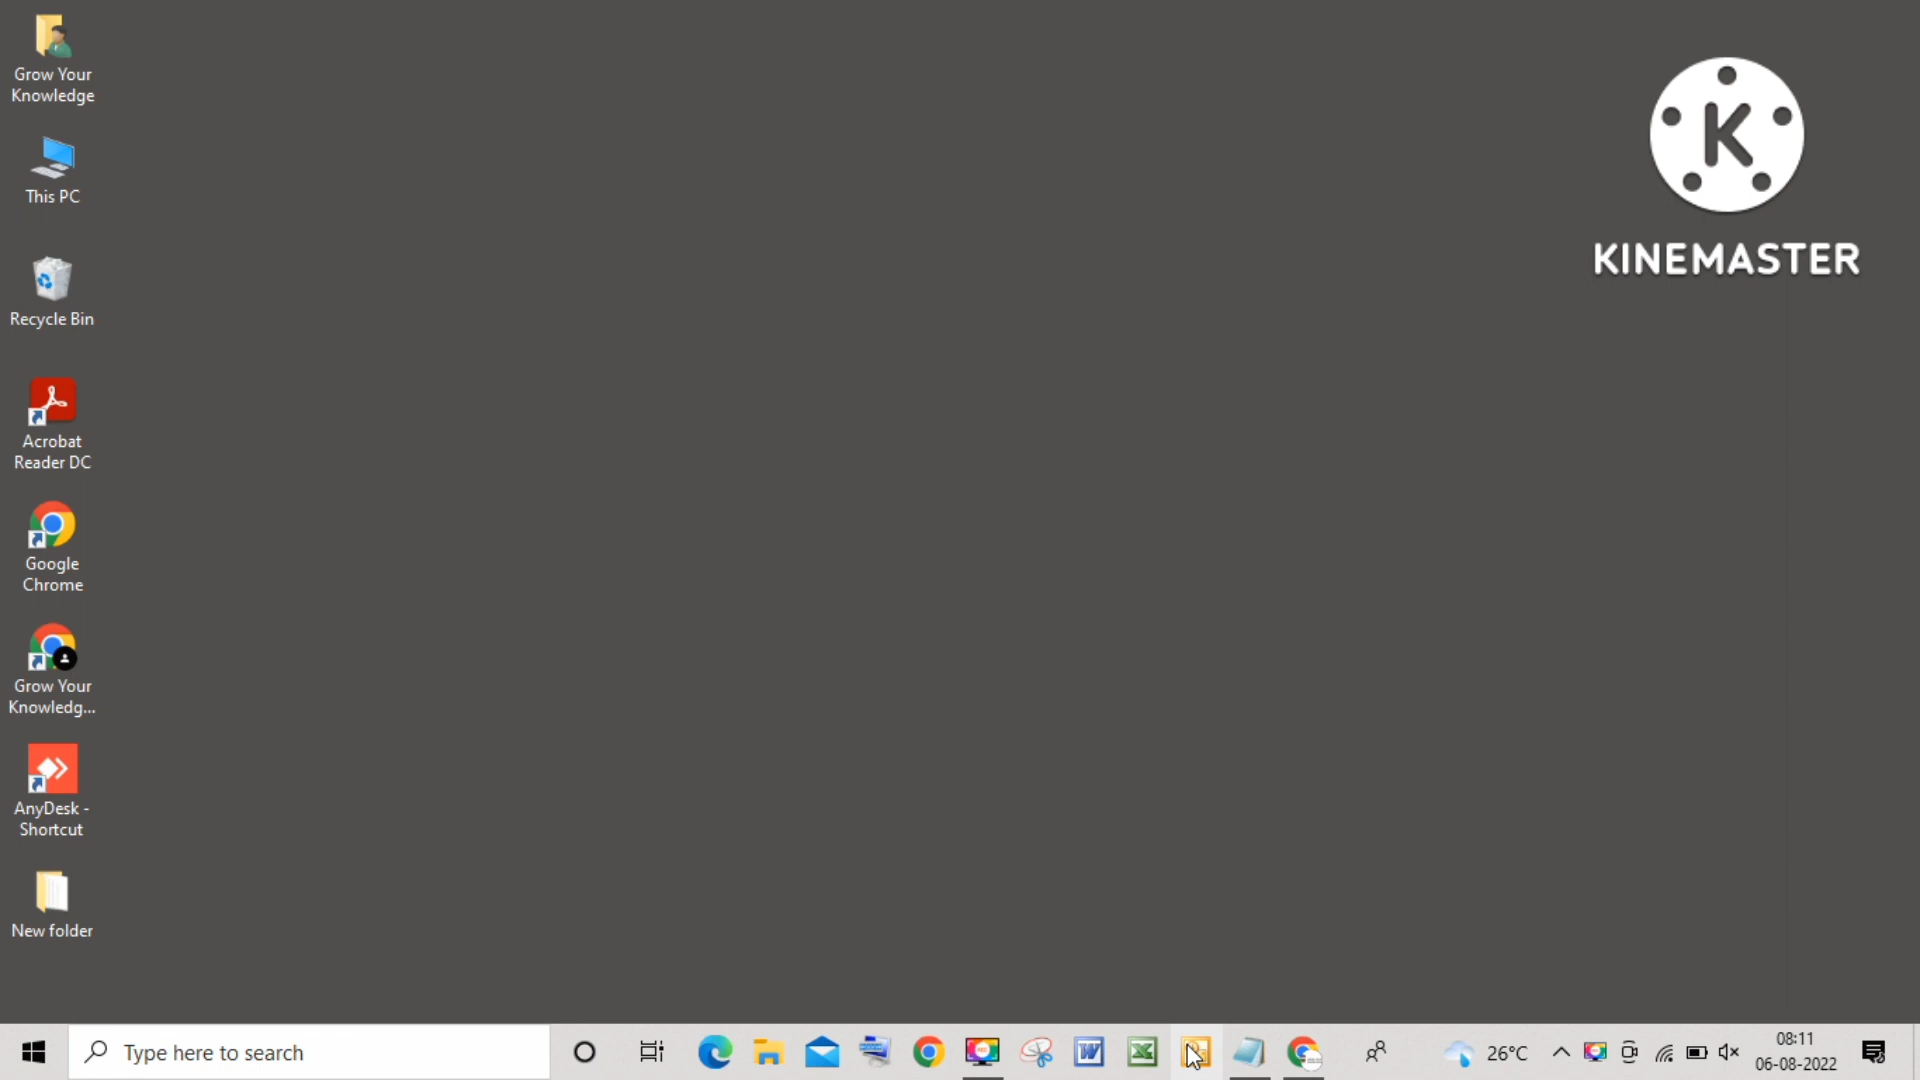 Grow Your
Knowledge
This PC
Recycle Bin
Acrobat
Reader DC
Google
Chrome
Grow Your
Knowledg...
AnyDesk -
Shortcut
New folder
K
KINEMASTER
Type here to search
26°C
08:11
06-08-2022